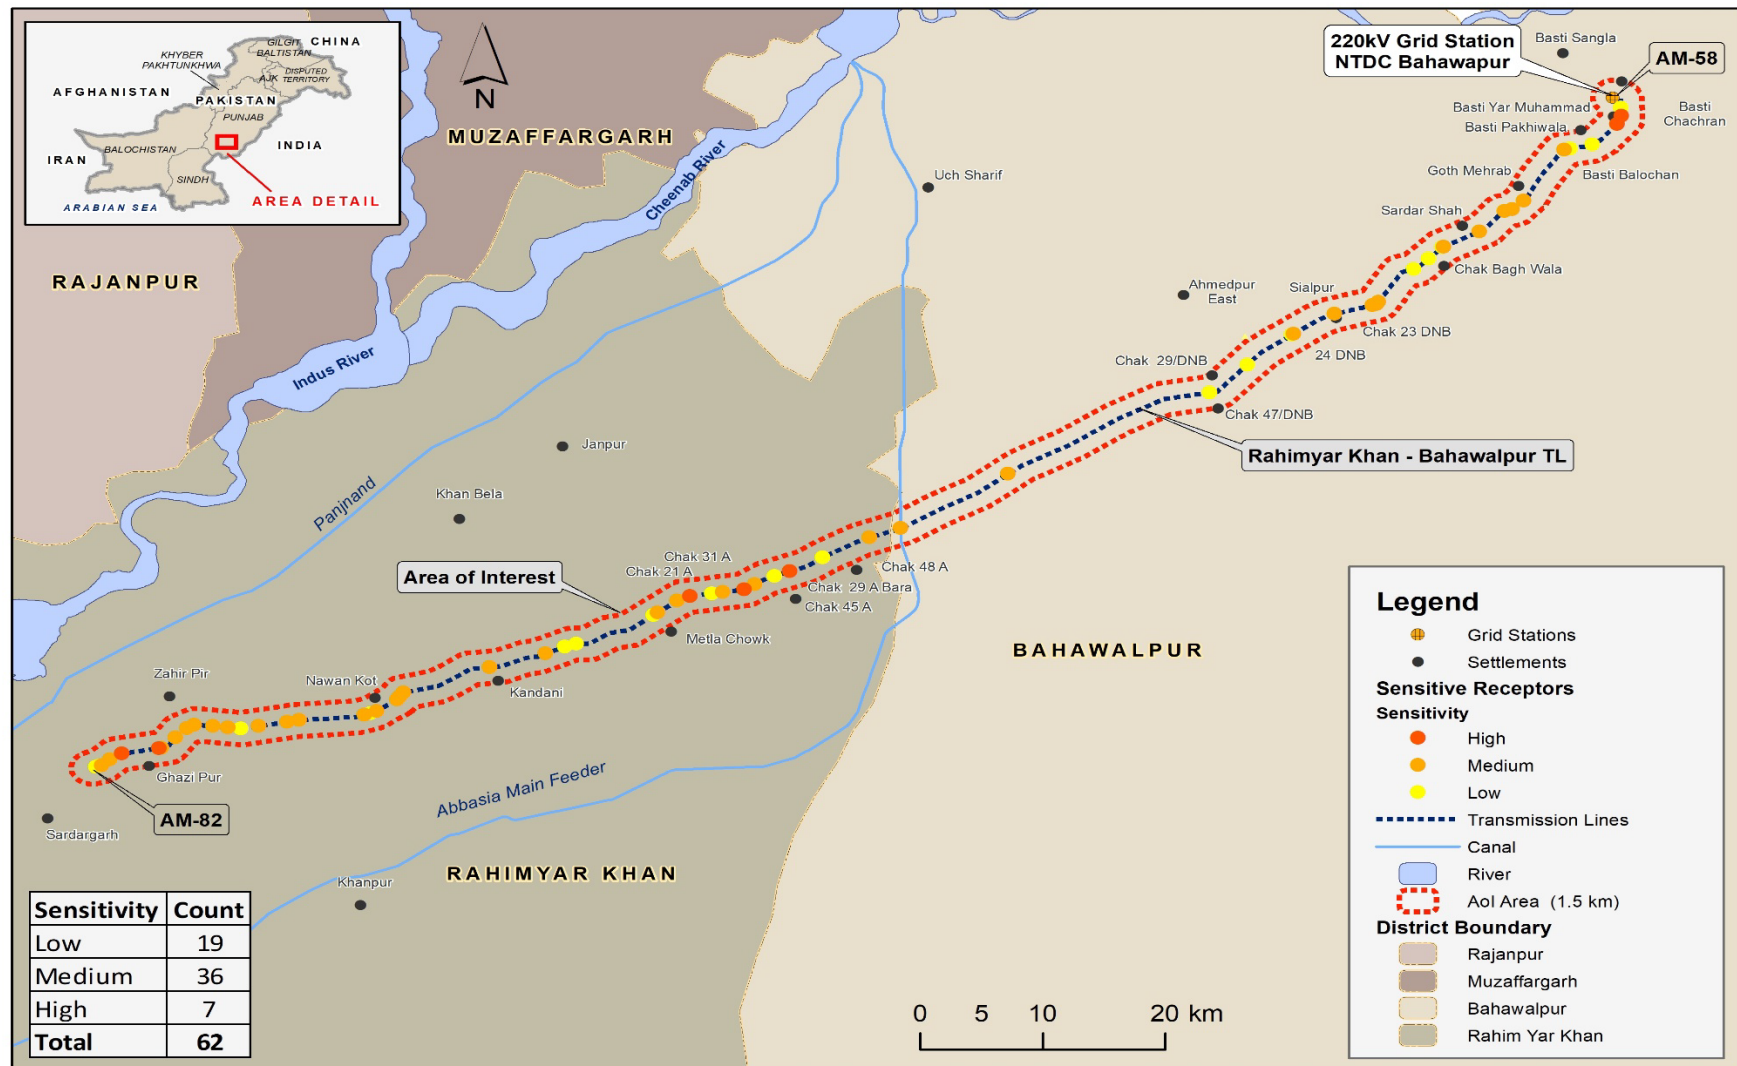 GILGIT
BALTISTAN
CHINA
KHYBER
PAKHTUNKHWA
AJK
DISPUTED
TERRITORY
AFGHANISTAN
PAKISTAN
PUNJAB
INDIA
BALOCHISTAN
IRAN
SINDH
ARABIAN SEA
AREA DETAIL
N
MUZAFFARGARH
RAJANPUR
Cheenab River
Indus River
Uch Sharif
220kV Grid Station
NTDC Bahawapur
Basti Sangla
AM-58
Basti Yar Muhammad
Basti Pakhiwala
Basti
Chachran
Goth Mehrab
Basti Balochan
Sardar Shah
Chak Bagh Wala
Ahmedpur
East
Sialpur
Chak 23 DNB
24 DNB
Chak 29/DNB
Chak 47/DNB
Rahimyar Khan - Bahawalpur TL
Janpur
Khan Bela
Panjnand
Chak 31 A
Chak 21 A
Area of Interest
Chak 48 A
Chak 29 A Bara
Chak 45 A
Metla Chowk
BAHAWALPUR
Zahir Pir
Nawan Kot
Kandani
Ghazi Pur
AM-82
Sardargarh
Abbasia Main Feeder
Khanpur
RAHIMYAR KHAN
Sensitivity Count
Low 19
Medium 36
High 7
Total 62
0 5 10 20 km
Legend
Grid Stations
Settlements
Sensitive Receptors
Sensitivity
High
Medium
Low
Transmission Lines
Canal
River
AoI Area (1.5 km)
District Boundary
Rajanpur
Muzaffargarh
Bahawalpur
Rahim Yar Khan